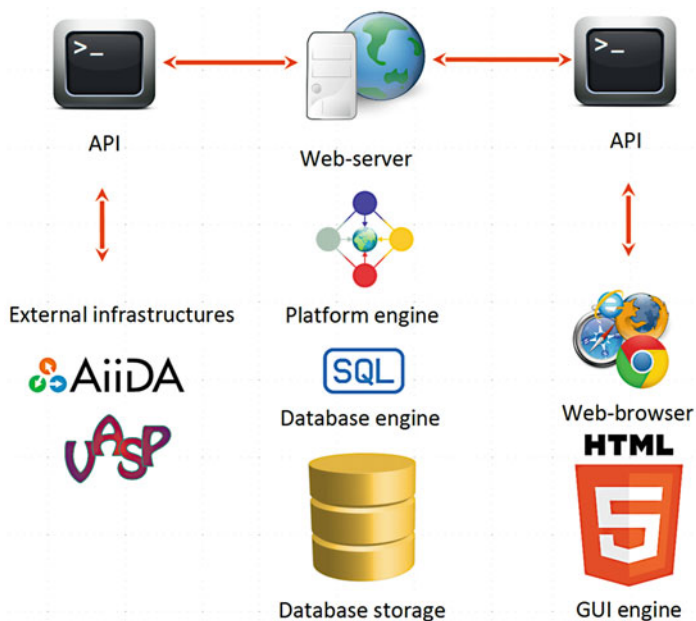 >_
>_
API
Web-server
API
External infrastructures
Platform engine
AiiDA
SQL
VASP
Database engine
Web-browser
HTML
5
Database storage
GUI engine